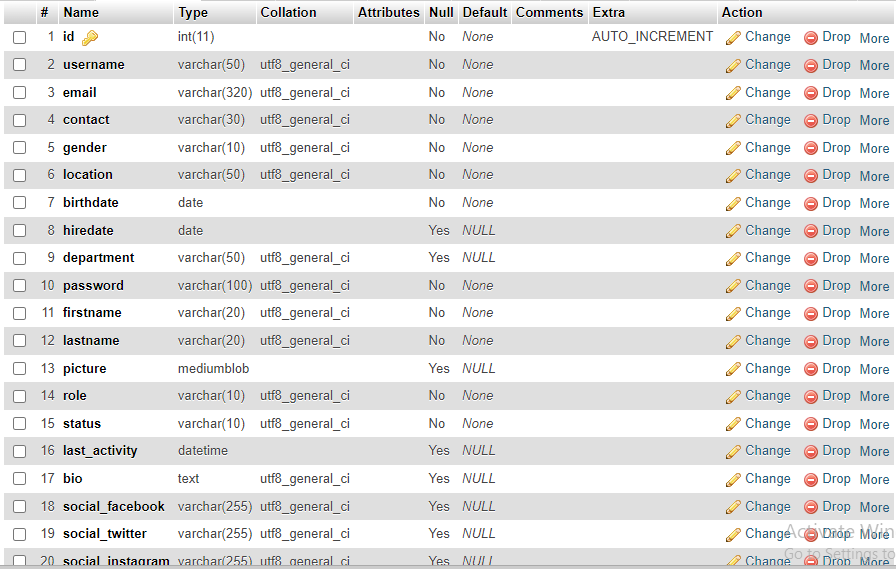 # Name Type Collation Attributes Null Default Comments Extra Action
1 id int(11) No None AUTO_INCREMENT Change Drop More
2 username varchar(50) utf8_general_ci No None Change Drop More
3 email varchar(320) utf8_general_ci No None Change Drop More
4 contact varchar(30) utf8_general_ci No None Change Drop More
5 gender varchar(10) utf8_general_ci No None Change Drop More
6 location varchar(50) utf8_general_ci No None Change Drop More
7 birthdate date No None Change Drop More
8 hiredate date Yes NULL Change Drop More
9 department varchar(50) utf8_general_ci Yes NULL Change Drop More
10 password varchar(100) utf8_general_ci No None Change Drop More
11 firstname varchar(20) utf8_general_ci No None Change Drop More
12 lastname varchar(20) utf8_general_ci No None Change Drop More
13 picture mediumblob Yes NULL Change Drop More
14 role varchar(10) utf8_general_ci No None Change Drop More
15 status varchar(10) utf8_general_ci No None Change Drop More
16 last_activity datetime Yes NULL Change Drop More
17 bio text utf8_general_ci Yes NULL Change Drop More
18 social_facebook varchar(255) utf8_general_ci Yes NULL Change Drop More
19 social_twitter varchar(255) utf8_general_ci Yes NULL Change Drop More
Activate Win
20 social_instagram varchar(255) utf8_general_ci Yes NULL Change Drop More
Go to Settings to